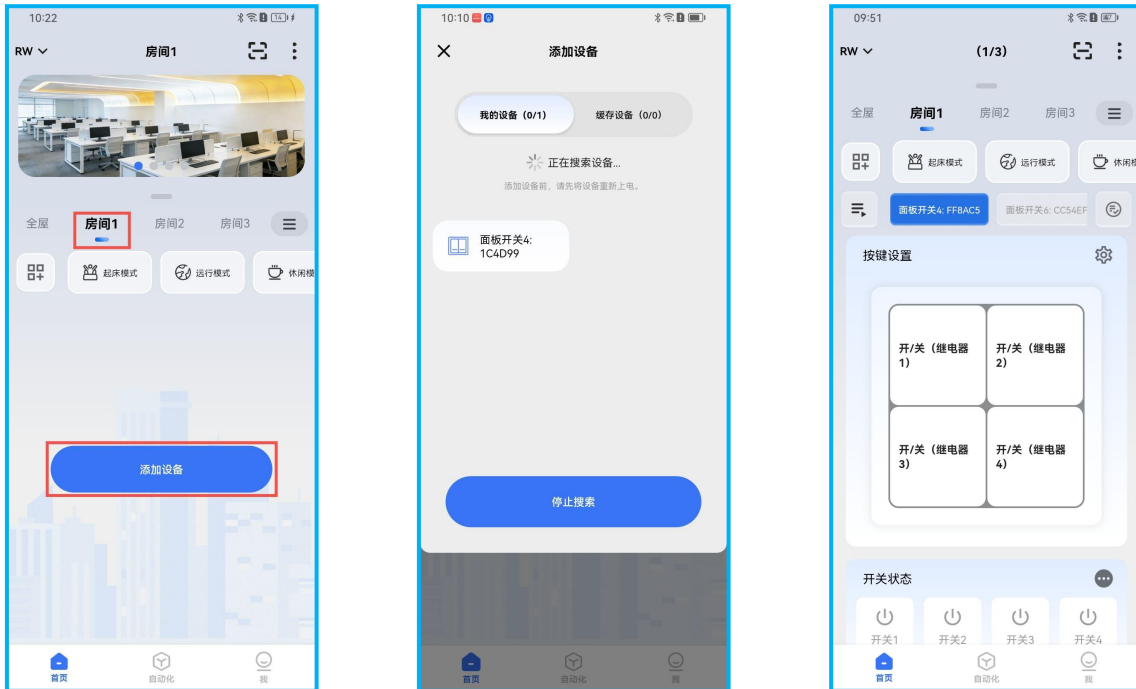 10:22
14
RW
房间1
全屋
房间1
房间2
房间3
起床模式
运行模式
休闲模
添加设备
首页
自动化
我
10:10
添加设备
我的设备（0/1）
缓存设备（0/0）
正在搜索设备...
添加设备前，请先将设备重新上电。
面板开关4:
1C4D99
停止搜索
首页
自动化
我
09:51
RW
(1/3)
全屋
房间1
房间2
房间3
起床模式
运行模式
休闲模
面板开关4: FF8AC5
面板开关6: CC54EF
按键设置
开/关（继电器
1）
开/关（继电器
2）
开/关（继电器
3）
开/关（继电器
4）
开关状态
开关1
开关2
开关3
开关4
首页
自动化
我